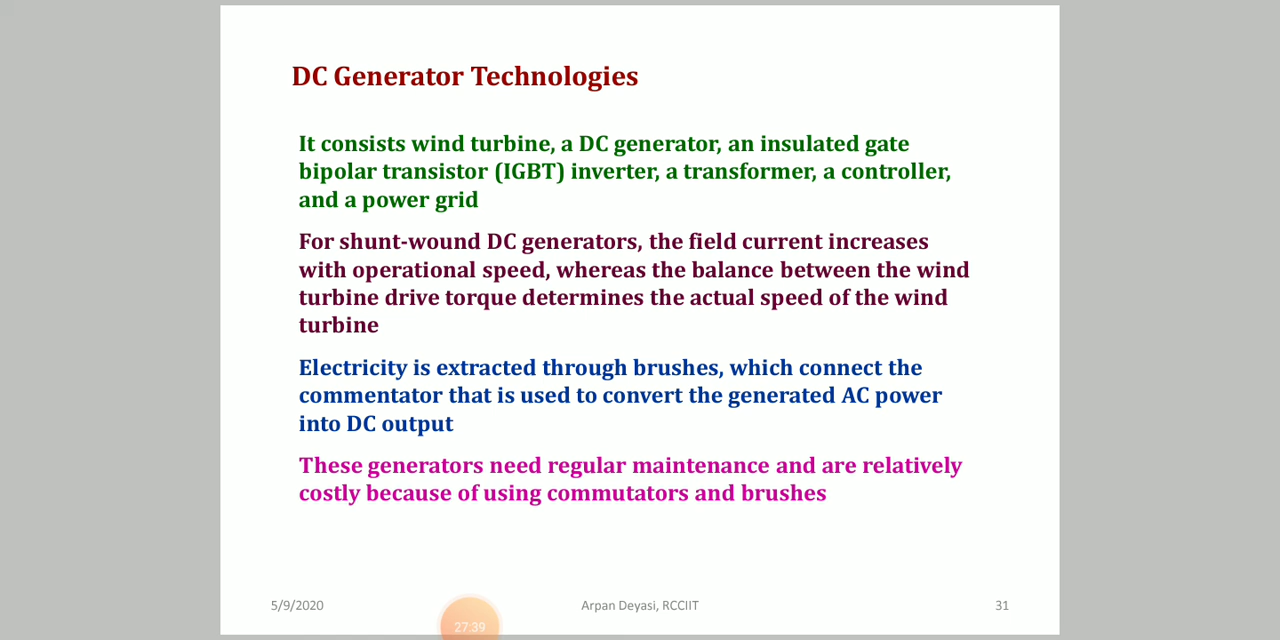 DC Generator Technologies
It consists wind turbine, a DC generator, an insulated gate
bipolar transistor (IGBT) inverter, a transformer, a controller,
and a power grid
For shunt-wound DC generators, the field current increases
with operational speed, whereas the balance between the wind
turbine drive torque determines the actual speed of the wind
turbine
Electricity is extracted through brushes, which connect the
commentator that is used to convert the generated AC power
into DC output
These generators need regular maintenance and are relatively
costly because of using commutators and brushes
5/9/2020
Arpan Deyasi, RCCIIT
31
27:39